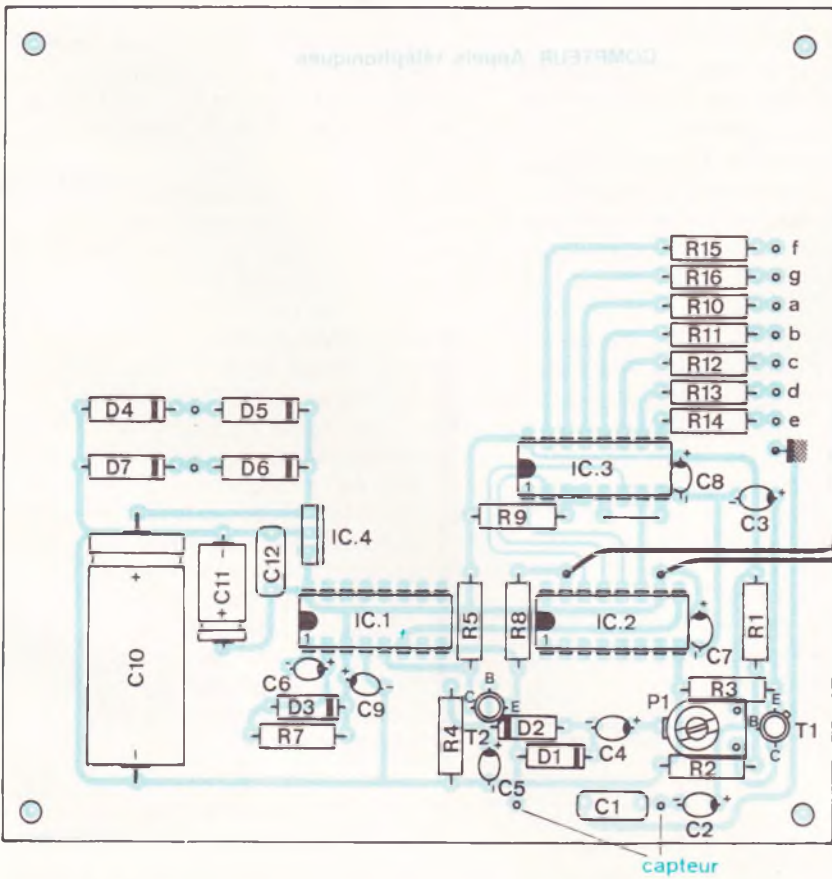 COMPTEUR Appels téléphoniques
R15 f
R16 g
R10 a
R11 b
R12 c
R13 d
R14 e
D4 D5
D7 D6
IC.3
1
+
C8
- +
C3
R9
IC.4
C12
-
C11
+
+
C10
-
IC.1
1
R5
R8
IC.2
1
+
C7
-
R1
- +
C6
+
C9
-
D3
R7
R4
B
C
E
T2
D2
D1
+
C5
-
- +
C4
P1
R3
E
B
C
T1
R2
C1
- +
C2
capteur